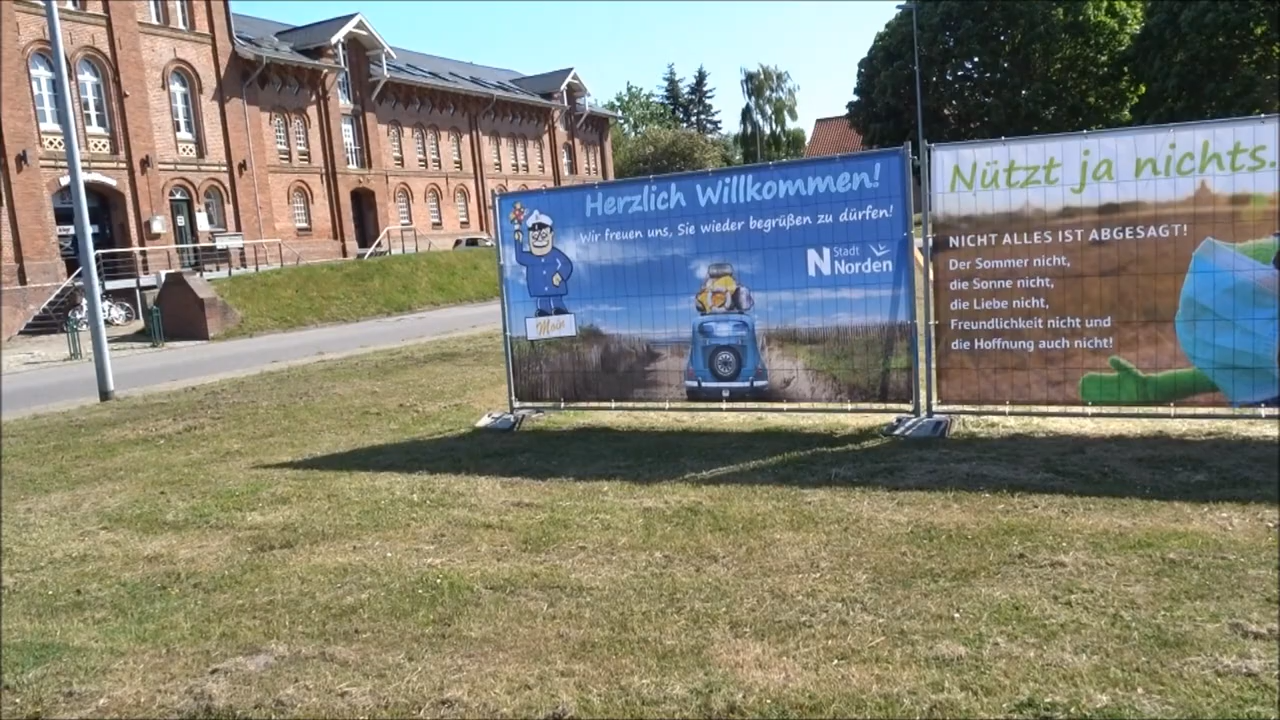 Herzlich Willkommen!
Wir freuen uns, Sie wieder begrüßen zu dürfen!
N Stadt
Norden
Moin
Nützt ja nichts.
NICHT ALLES IST ABGESAGT!
Der Sommer nicht,
die Sonne nicht,
die Liebe nicht,
Freundlichkeit nicht und
die Hoffnung auch nicht!